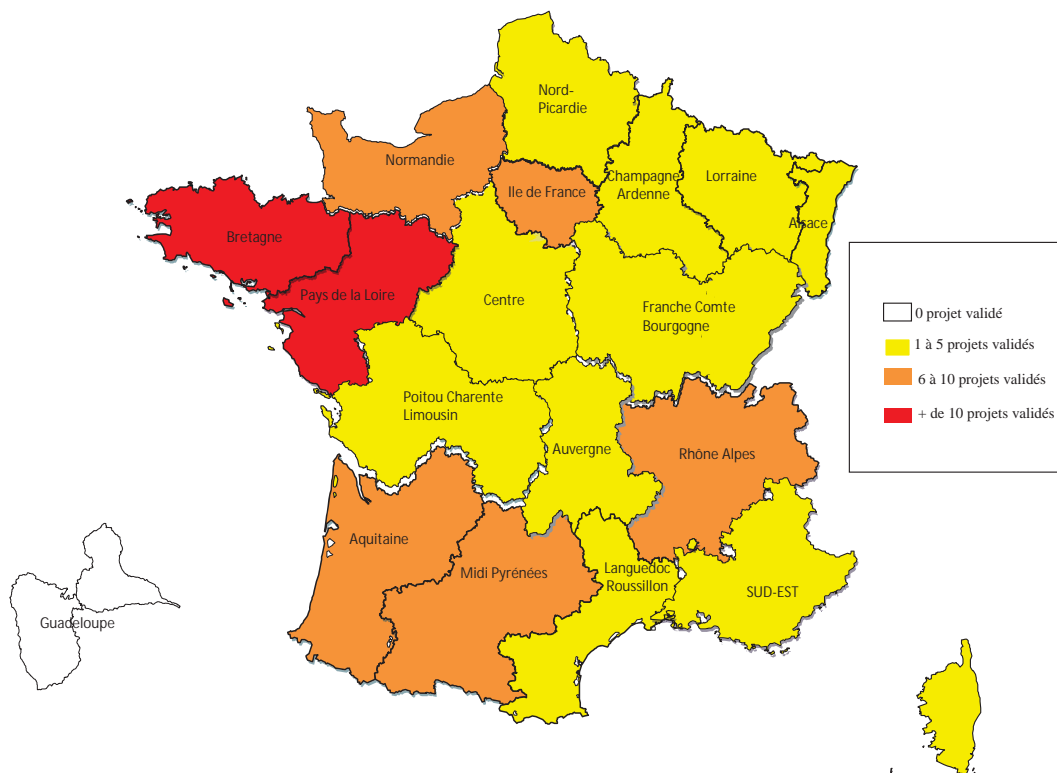 Nord-
Picardie
Normandie
Ile de France
Champagne
Ardenne
Lorraine
Alsace
Bretagne
Pays de la Loire
Centre
Franche Comte
Bourgogne
Poitou Charente
Limousin
Auvergne
Rhône Alpes
Aquitaine
Midi Pyrénées
Languedoc
Roussillon
SUD-EST
Guadeloupe
0 projet validé
1 à 5 projets validés
6 à 10 projets validés
+ de 10 projets validés